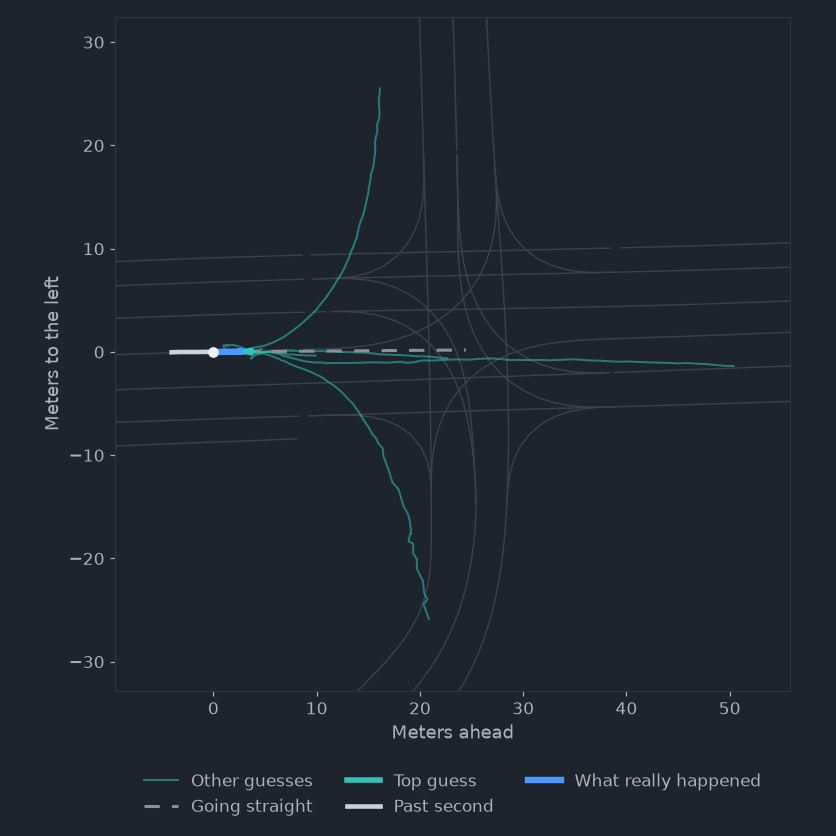 30
20
10
0
−10
−20
−30
Meters to the left
0 10 20 30 40 50
Meters ahead
Other guesses Top guess What really happened
Going straight Past second